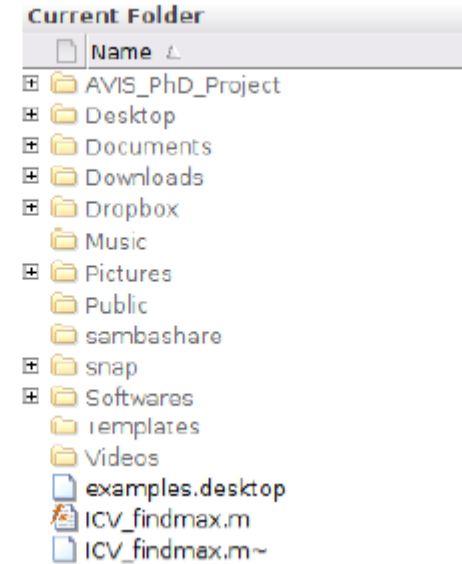 Current Folder
Name
AVIS_PhD_Project
Desktop
Documents
Downloads
Dropbox
Music
Pictures
Public
sambashare
snap
Softwares
Templates
Videos
examples.desktop
ICV_findmax.m
ICV_findmax.m~